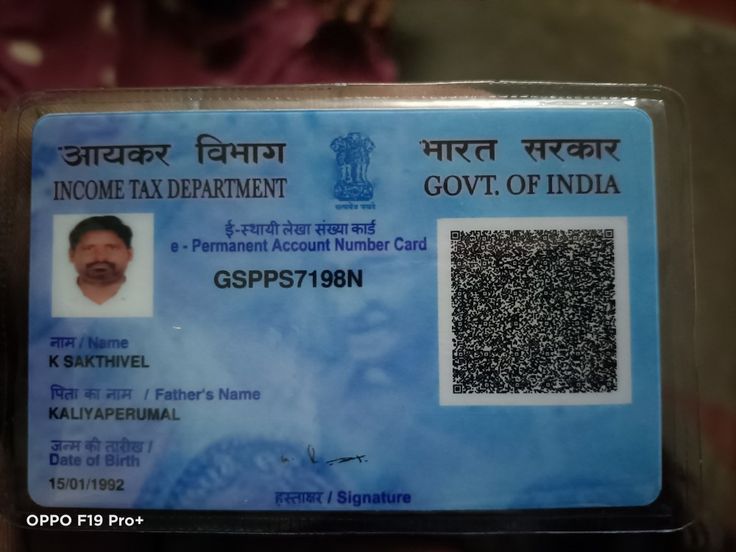 आयकर विभाग
INCOME TAX DEPARTMENT
सत्यमेव जयते
भारत सरकार
GOVT. OF INDIA
ई-स्थायी लेखा संख्या कार्ड
e - Permanent Account Number Card
GSPPS7198N
नाम / Name
K SAKTHIVEL
पिता का नाम / Father's Name
KALIYAPERUMAL
जन्म की तारीख /
Date of Birth
15/01/1992
हस्ताक्षर / Signature
OPPO F19 Pro+